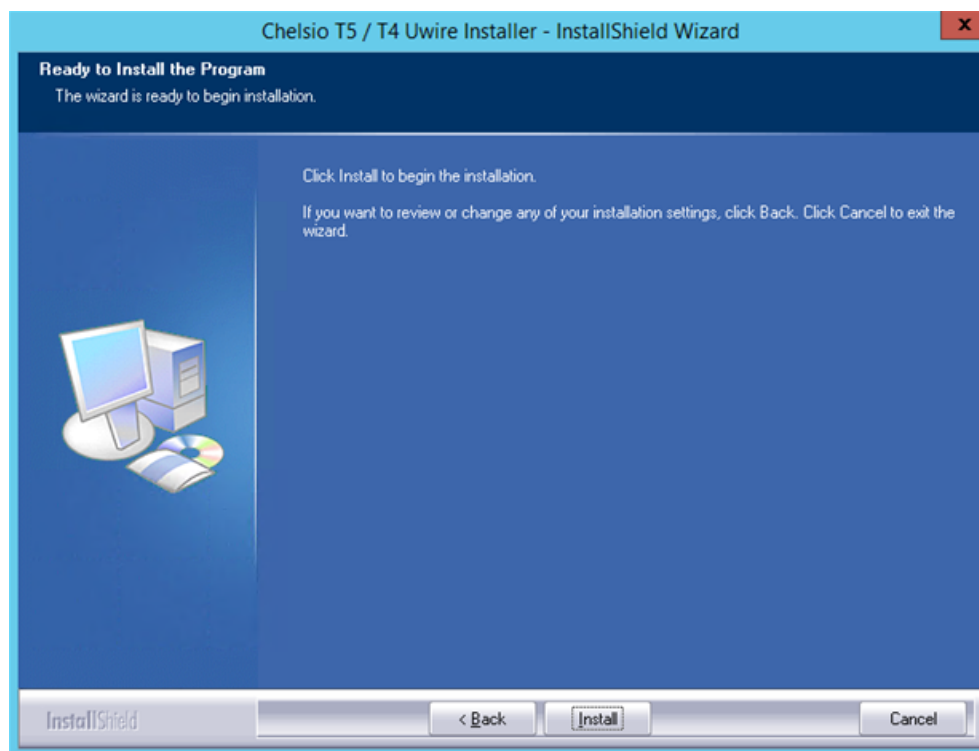 Chelsio T5 / T4 Uwire Installer - InstallShield Wizard
x
Ready to Install the Program
The wizard is ready to begin installation.
Click Install to begin the installation.
If you want to review or change any of your installation settings, click Back. Click Cancel to exit the
wizard.
InstallShield
< Back
Install
Cancel